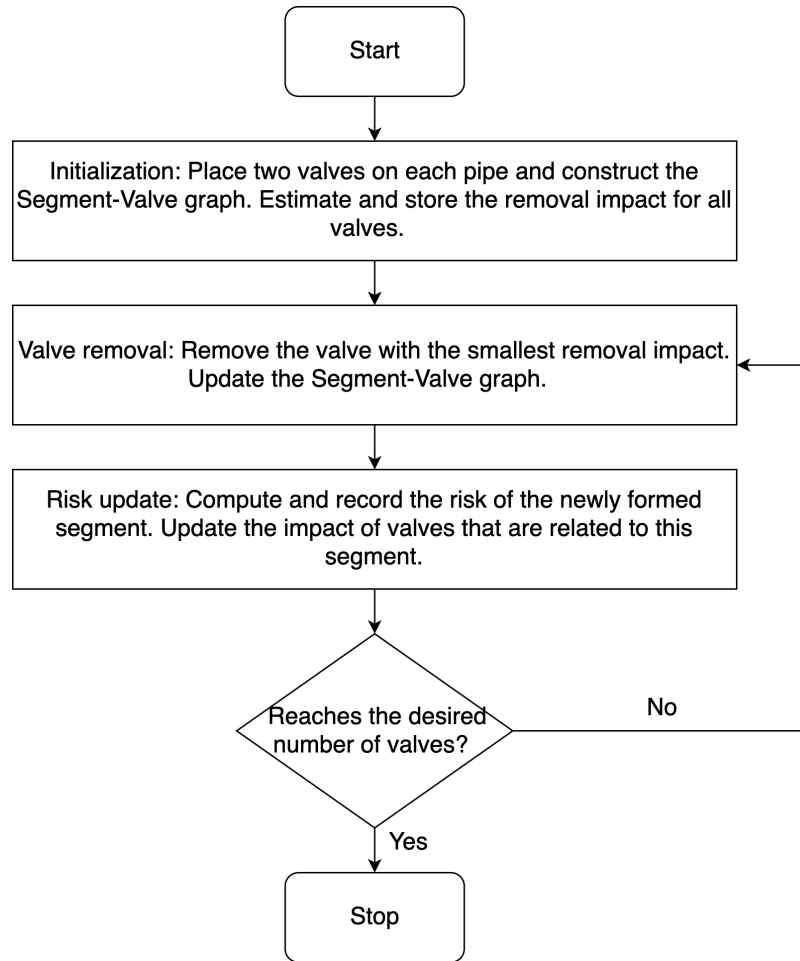 Start
Initialization: Place two valves on each pipe and construct the
Segment-Valve graph. Estimate and store the removal impact for all
valves.
Valve removal: Remove the valve with the smallest removal impact.
Update the Segment-Valve graph.
Risk update: Compute and record the risk of the newly formed
segment. Update the impact of valves that are related to this
segment.
Reaches the desired
number of valves?
No
Yes
Stop